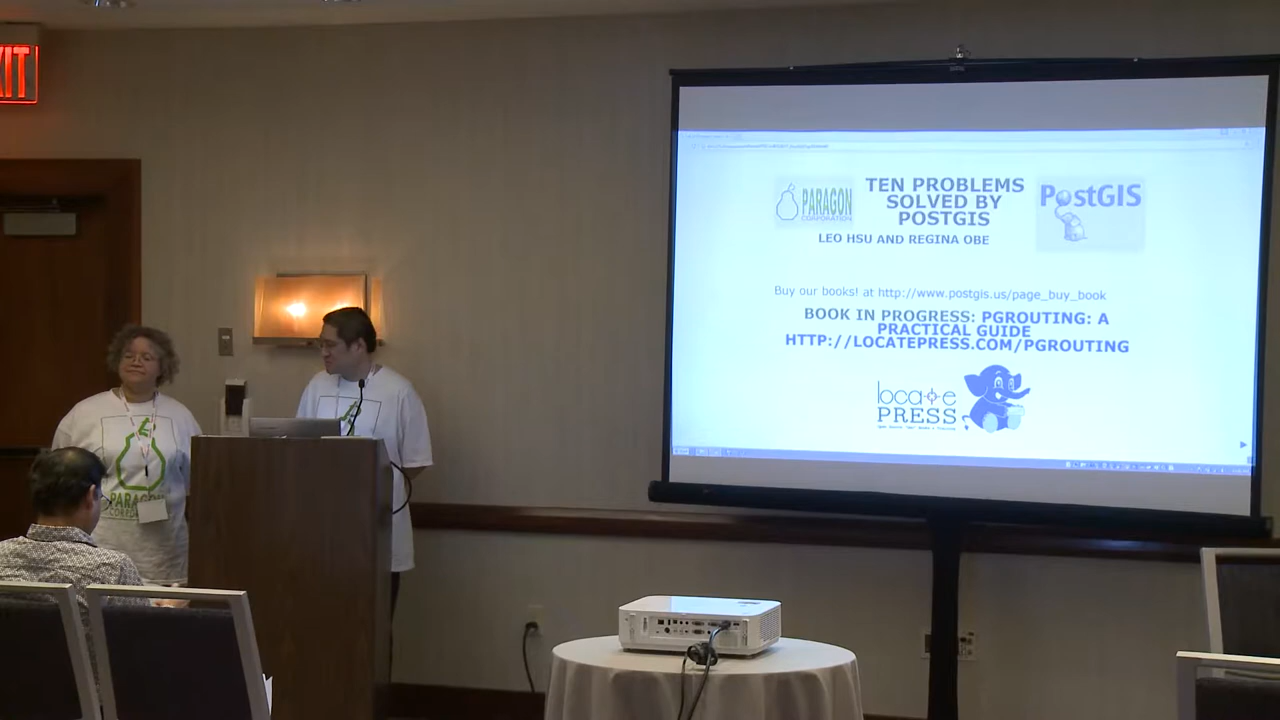 XIT
PARAGON
CORPORATION
TEN PROBLEMS
SOLVED BY
POSTGIS
PostGIS
LEO HSU AND REGINA OBE
Buy our books! at http://www.postgis.us/page_buy_book
BOOK IN PROGRESS: PGROUTING: A
PRACTICAL GUIDE
HTTP://LOCATEPRESS.COM/PGROUTING
locate
PRESS
PARAGON